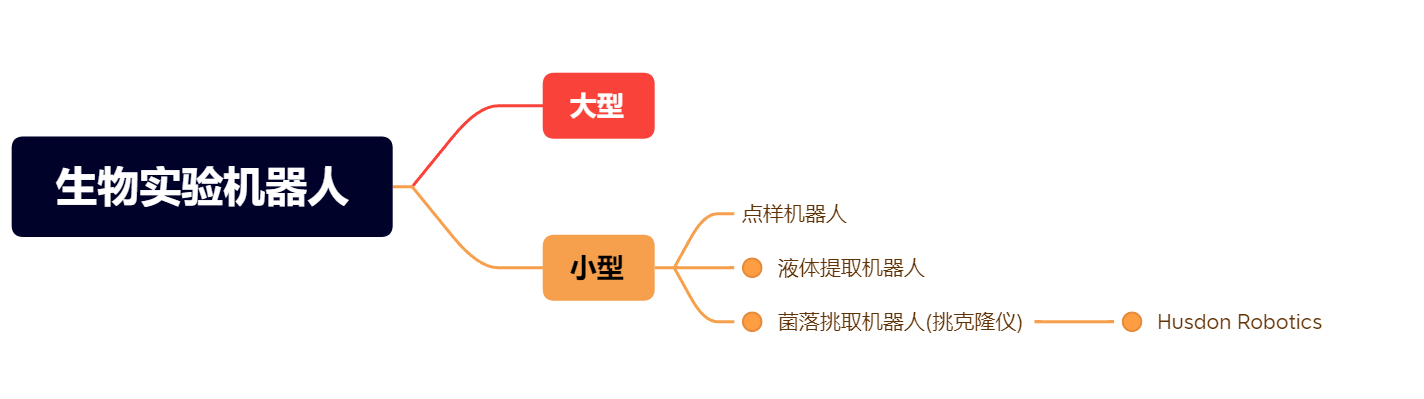 生物实验机器人
大型
小型
点样机器人
液体提取机器人
菌落挑取机器人(挑克隆仪)
Husdon Robotics